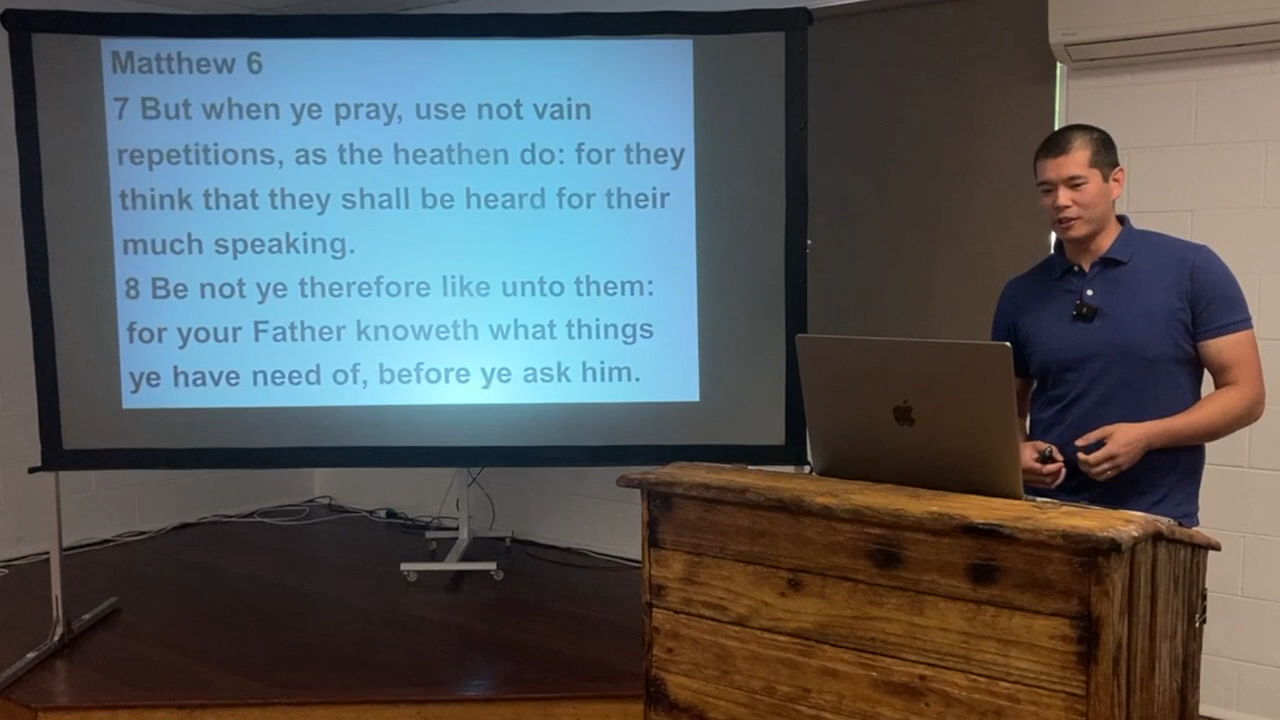 Matthew 6
7 But when ye pray, use not vain
repetitions, as the heathen do: for they
think that they shall be heard for their
much speaking.
8 Be not ye therefore like unto them:
for your Father knoweth what things
ye have need of, before ye ask him.